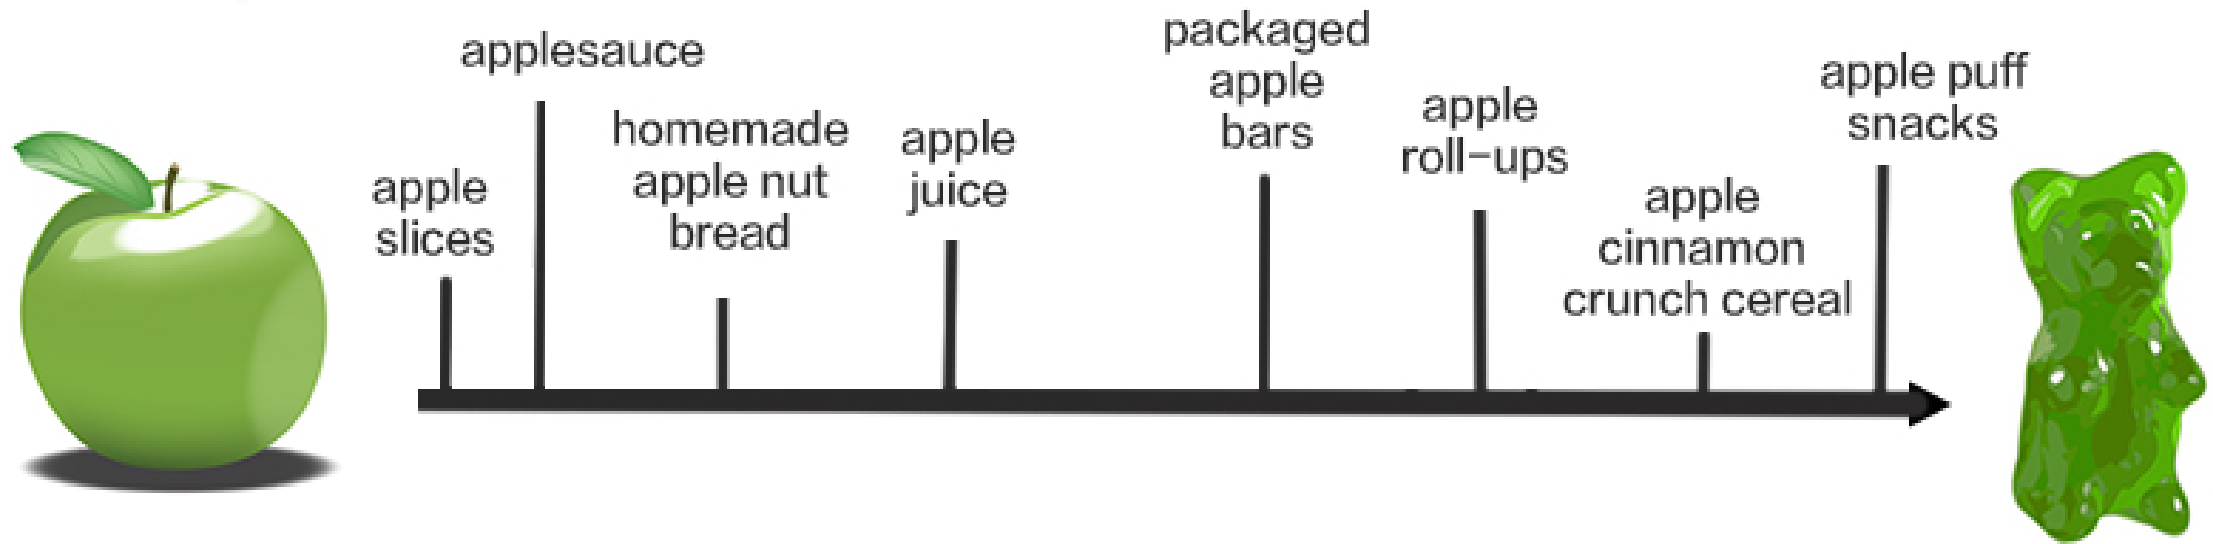 apple
slices
applesauce
homemade
apple nut
bread
apple
juice
packaged
apple
bars
apple
roll-ups
apple
cinnamon
crunch cereal
apple puff
snacks